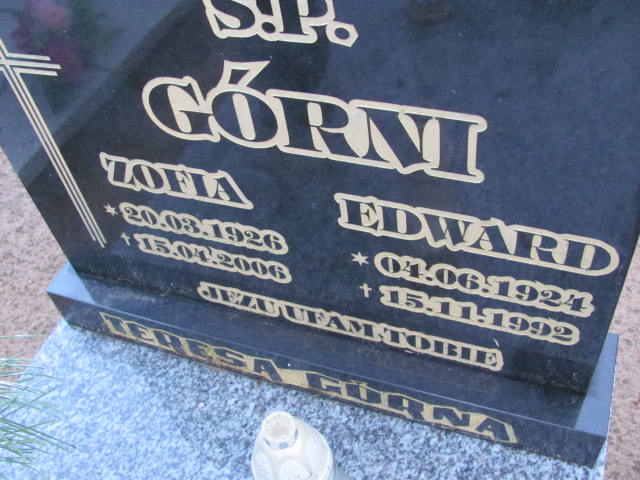 Ś.P.
GÓRNI
ZOFIA
* 20.03.1926
† 15.04.2006
EDWARD
* 04.06.1924
† 15.11.1992
JEZU UFAM TOBIE
TERESA GÓRNA